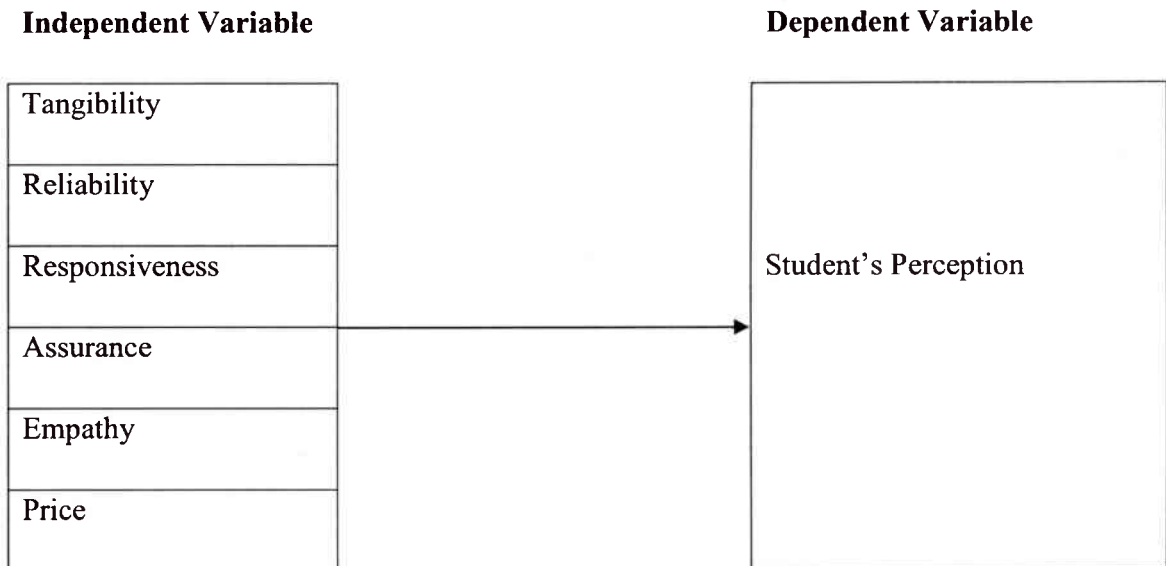 Independent Variable
Dependent Variable
Tangibility
Reliability
Responsiveness
Assurance
Empathy
Price
Student's Perception